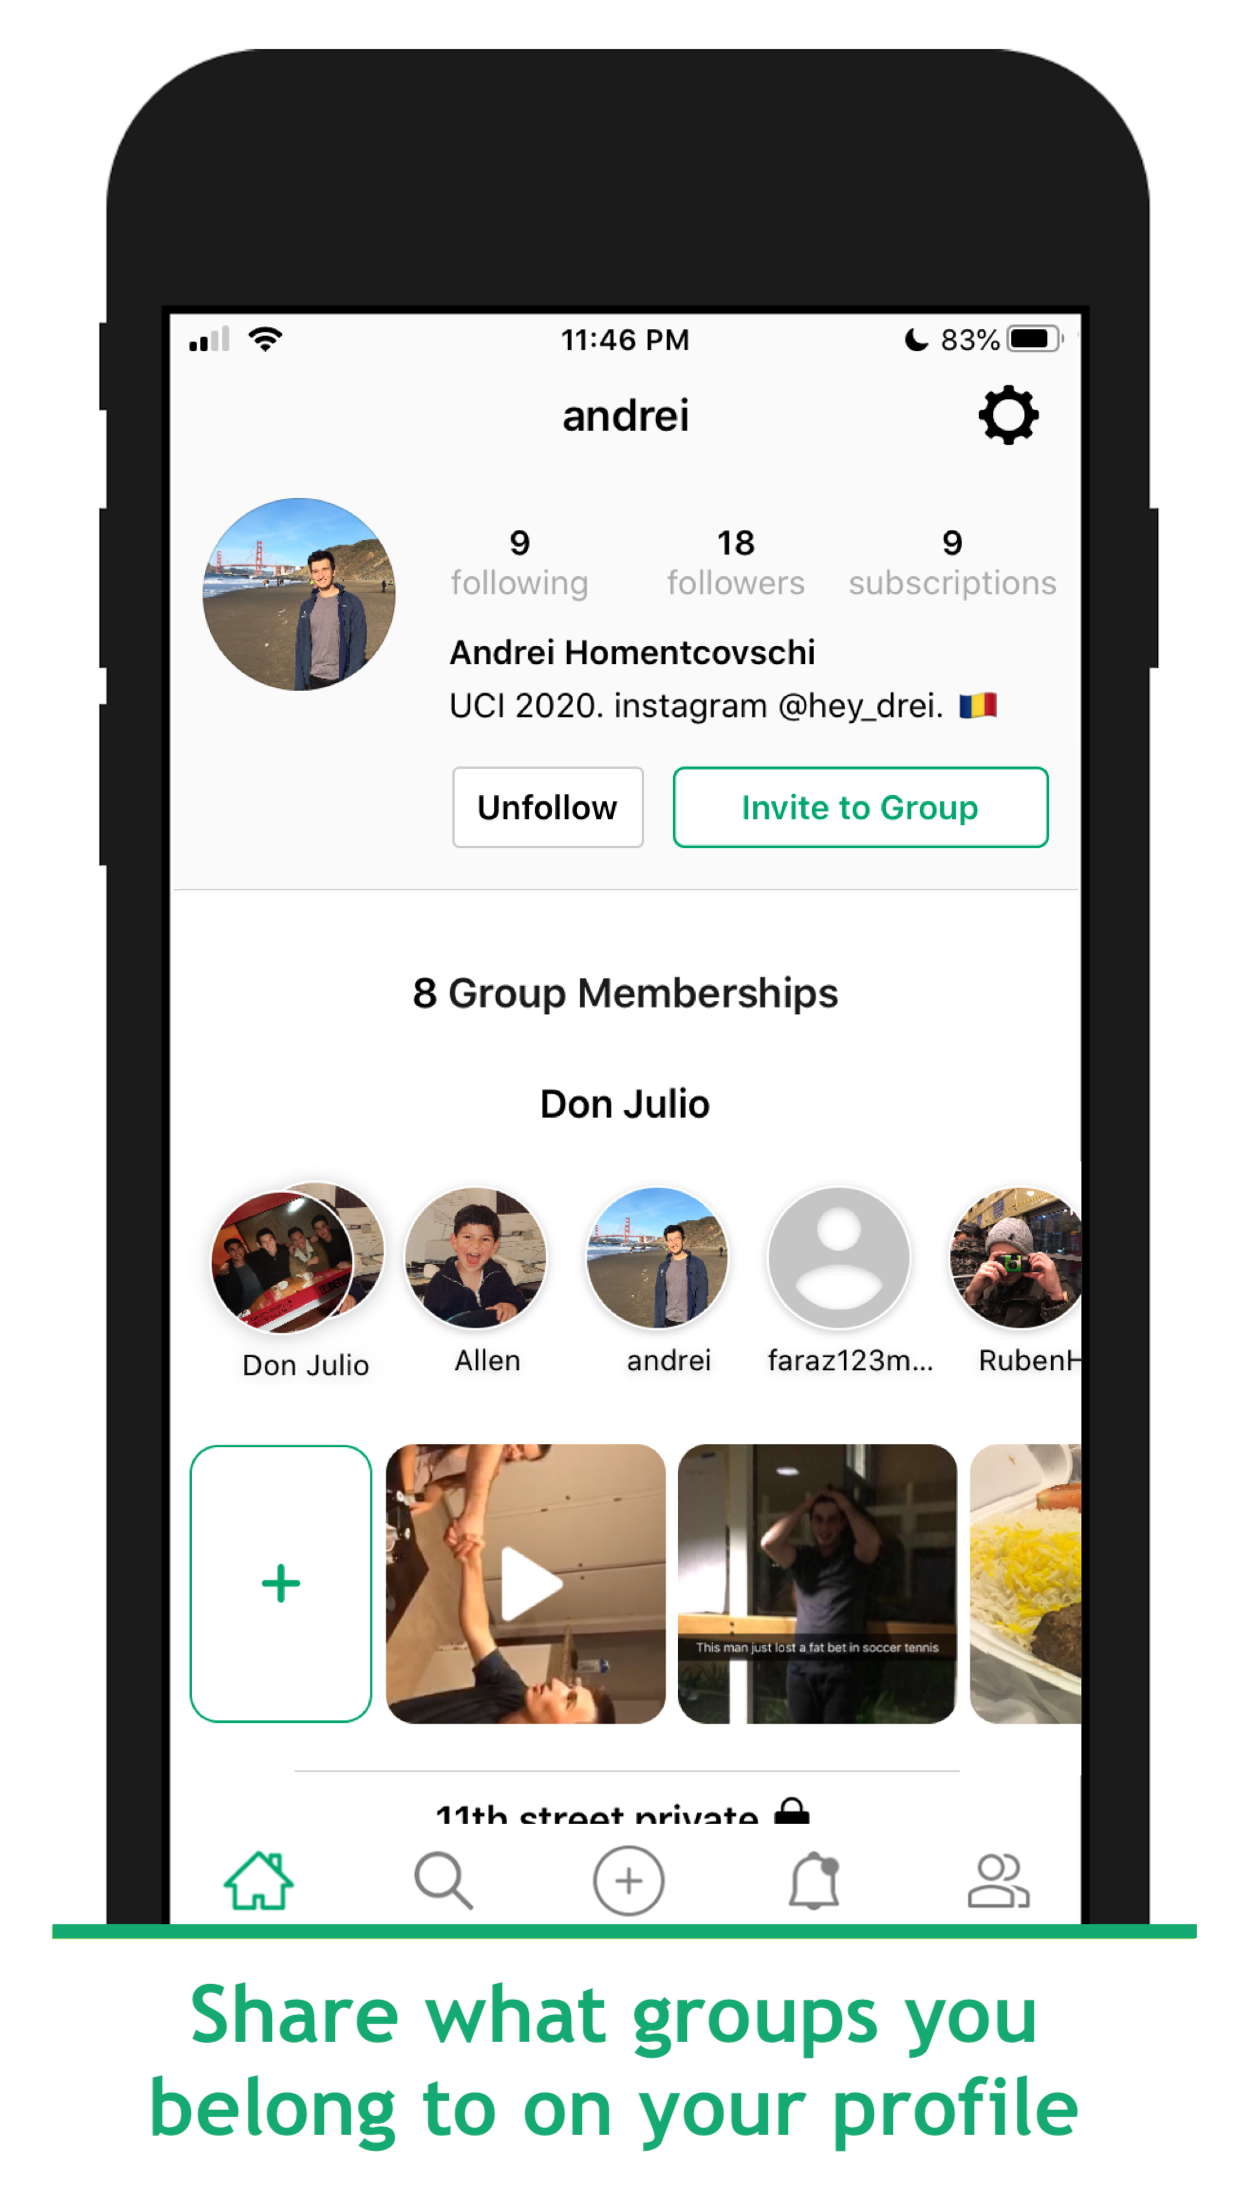 11:46 PM
83%
andrei
9
18
9
following
followers
subscriptions
Andrei Homentcovschi
UCI 2020. instagram @hey_drei. 🇷🇴
Unfollow
Invite to Group
8 Group Memberships
Don Julio
Don Julio
Allen
andrei
faraz123m...
RubenH
This man just lost a fat bet in soccer tennis
11th street private
Share what groups you
belong to on your profile